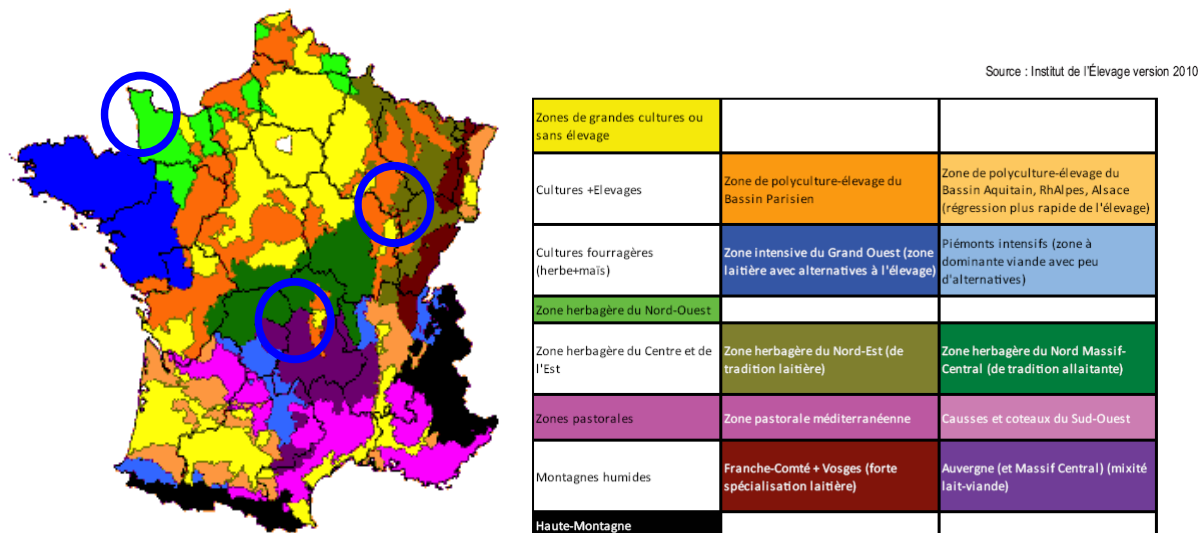 Source : Institut de l'Élevage version 2010
Zones de grandes cultures ou
sans élevage
Cultures +Elevages
Zone de polyculture-élevage du
Bassin Parisien
Zone de polyculture-élevage du
Bassin Aquitain, RhAlpes, Alsace
(régression plus rapide de l'élevage)
Cultures fourragères
(herbe+maïs)
Zone intensive du Grand Ouest (zone
laitière avec alternatives à l'élevage)
Piémonts intensifs (zone à
dominante viande avec peu
d'alternatives)
Zone herbagère du Nord-Ouest
Zone herbagère du Centre et de
l'Est
Zone herbagère du Nord-Est (de
tradition laitière)
Zone herbagère du Nord Massif-
Central (de tradition allaitante)
Zones pastorales
Zone pastorale méditerranéenne
Causses et coteaux du Sud-Ouest
Montagnes humides
Franche-Comté + Vosges (forte
spécialisation laitière)
Auvergne (et Massif Central) (mixité
lait-viande)
Haute-Montagne